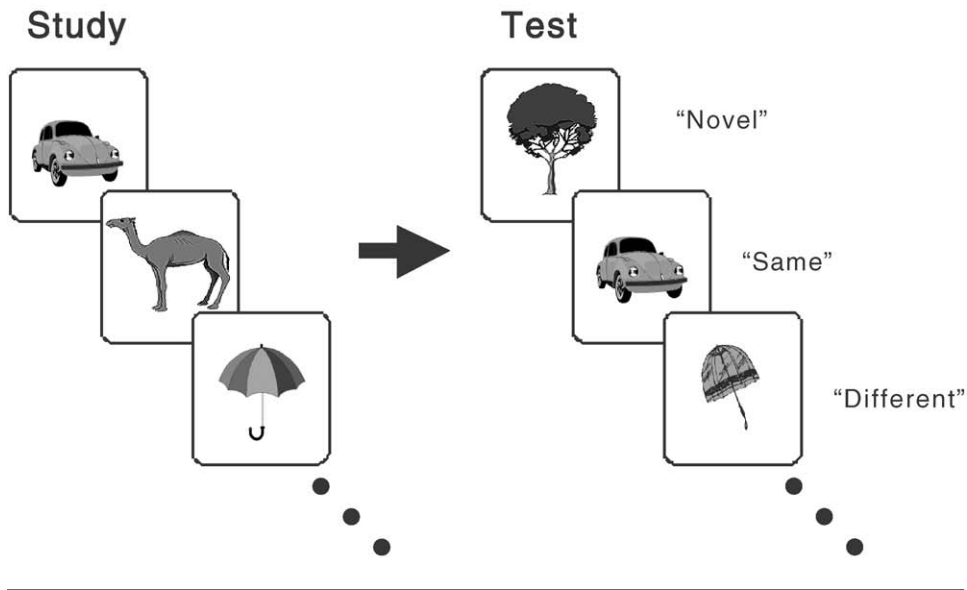 Study
Test
“Novel”
“Same”
“Different”